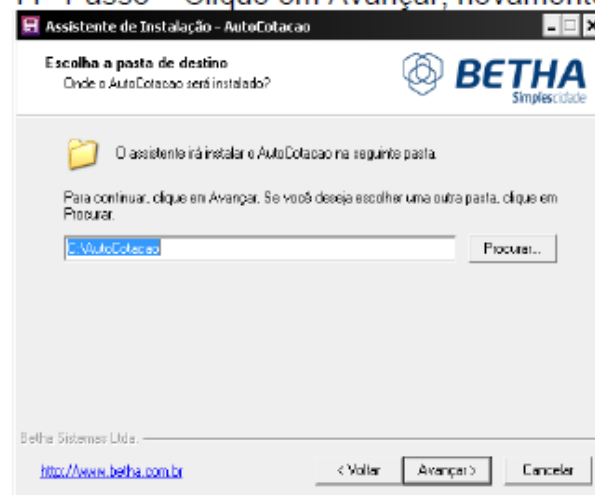 Passo - Clique em Avançar, novamente
Assistente de Instalação - AutoCotacao
Escolha a pasta de destino
Onde o AutoCotacao será instalado?
BETHA
Simplescidade
O assistente irá instalar o AutoCotacao na seguinte pasta.
Para continuar, clique em Avançar. Se você deseja escolher uma outra pasta, clique em
Procurar.
C:\AutoCotacao
Procurar...
Betha Sistemas Ltda.
http://www.betha.com.br
< Voltar
Avançar >
Cancelar